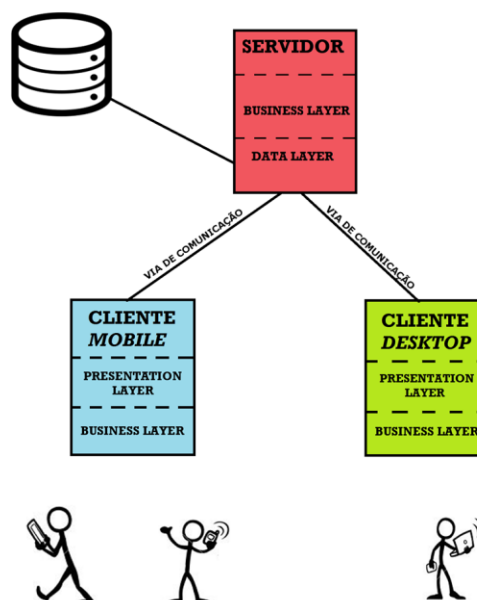 SERVIDOR
BUSINESS LAYER
DATA LAYER
VIA DE COMUNICAÇÃO
VIA DE COMUNICAÇÃO
CLIENTE
MOBILE
PRESENTATION
LAYER
BUSINESS LAYER
CLIENTE
DESKTOP
PRESENTATION
LAYER
BUSINESS LAYER